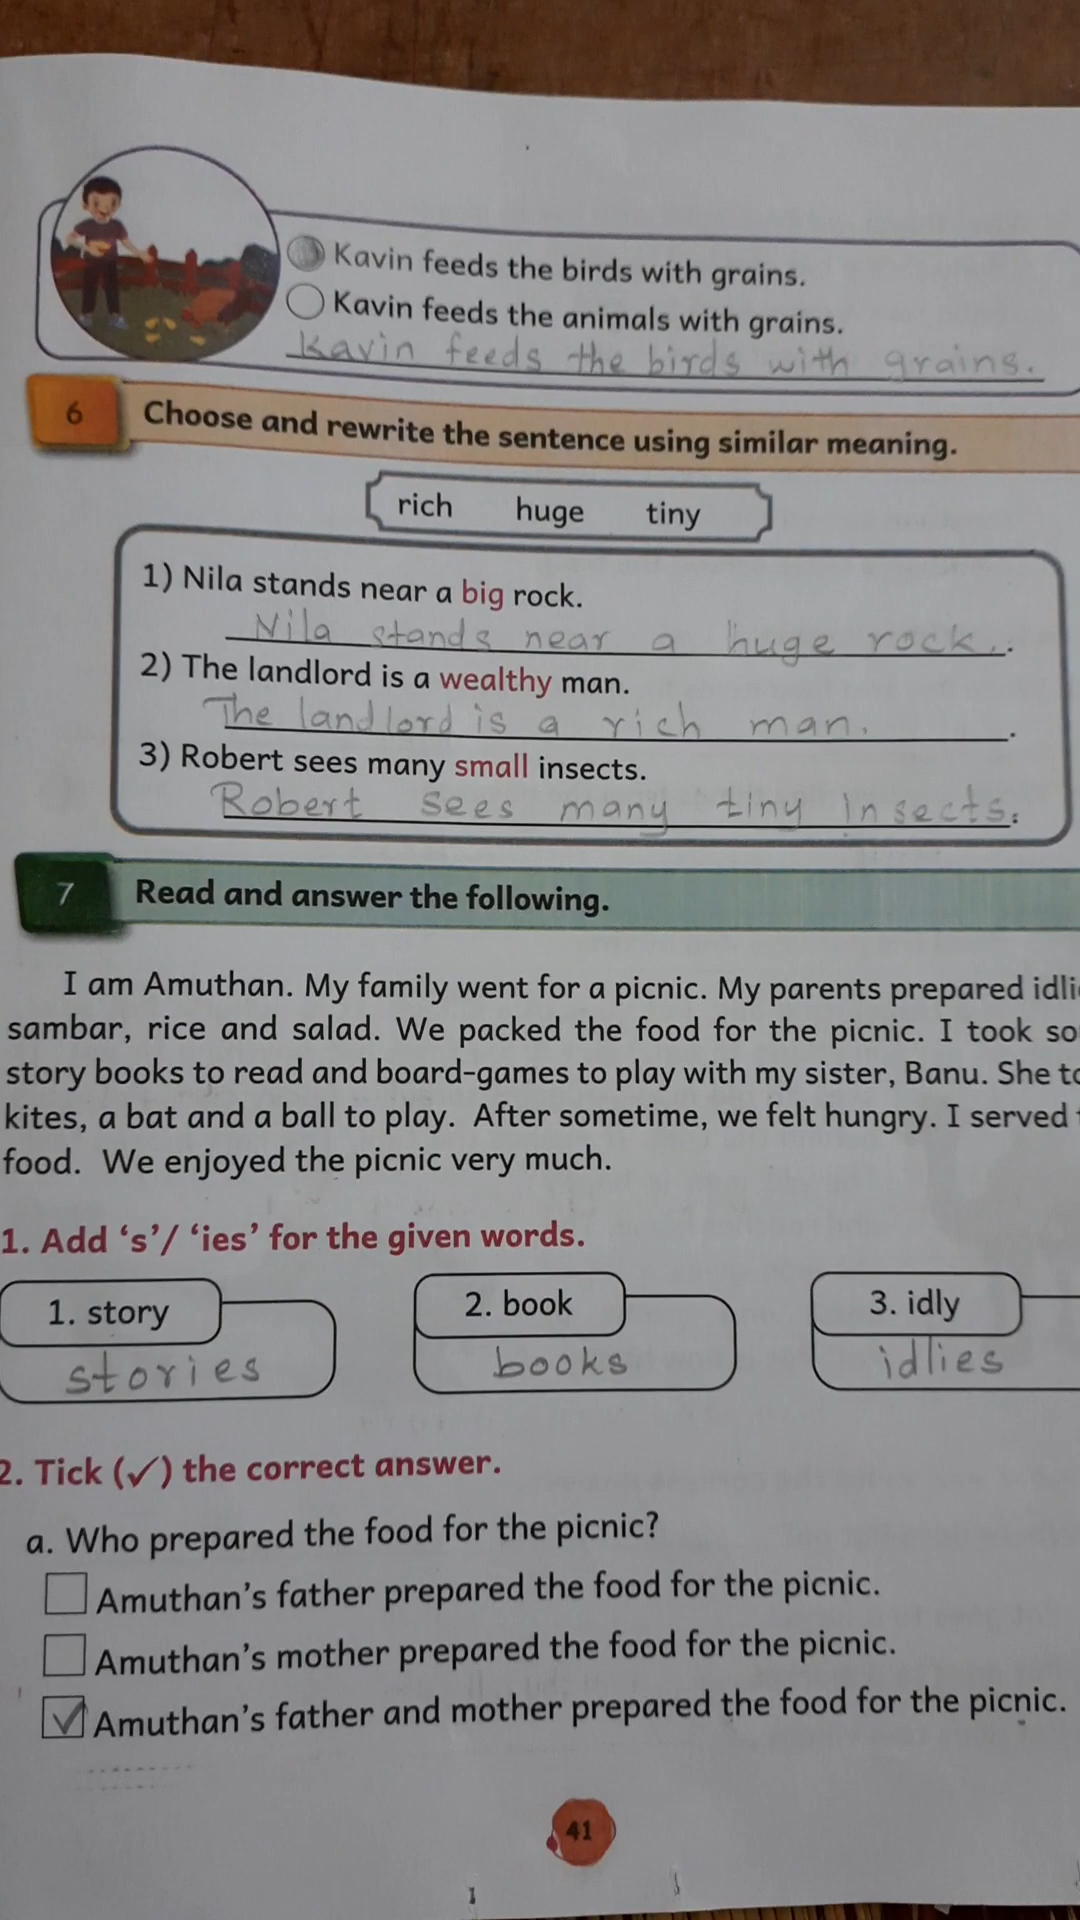 Kavin feeds the birds with grains.
Kavin feeds the animals with grains.
Kavin feeds the birds with grains.
6 Choose and rewrite the sentence using similar meaning.
rich huge tiny
1) Nila stands near a big rock.
Nila stands near a huge rock..
2) The landlord is a wealthy man.
The landlord is a rich man. .
3) Robert sees many small insects.
Robert sees many tiny insects.
7 Read and answer the following.
I am Amuthan. My family went for a picnic. My parents prepared
sambar, rice and salad. We packed the food for the picnic. I took
story books to read and board-games to play with my sister, Banu. She
kites, a bat and a ball to play. After sometime, we felt hungry. I served
food. We enjoyed the picnic very much.
1. Add ‘s’/ ‘ies’ for the given words.
1. story 2. book 3. idly
stories books idlies
2. Tick (✓) the correct answer.
a. Who prepared the food for the picnic?
Amuthan’s father prepared the food for the picnic.
Amuthan’s mother prepared the food for the picnic.
✓ Amuthan’s father and mother prepared the food for the picnic.
41